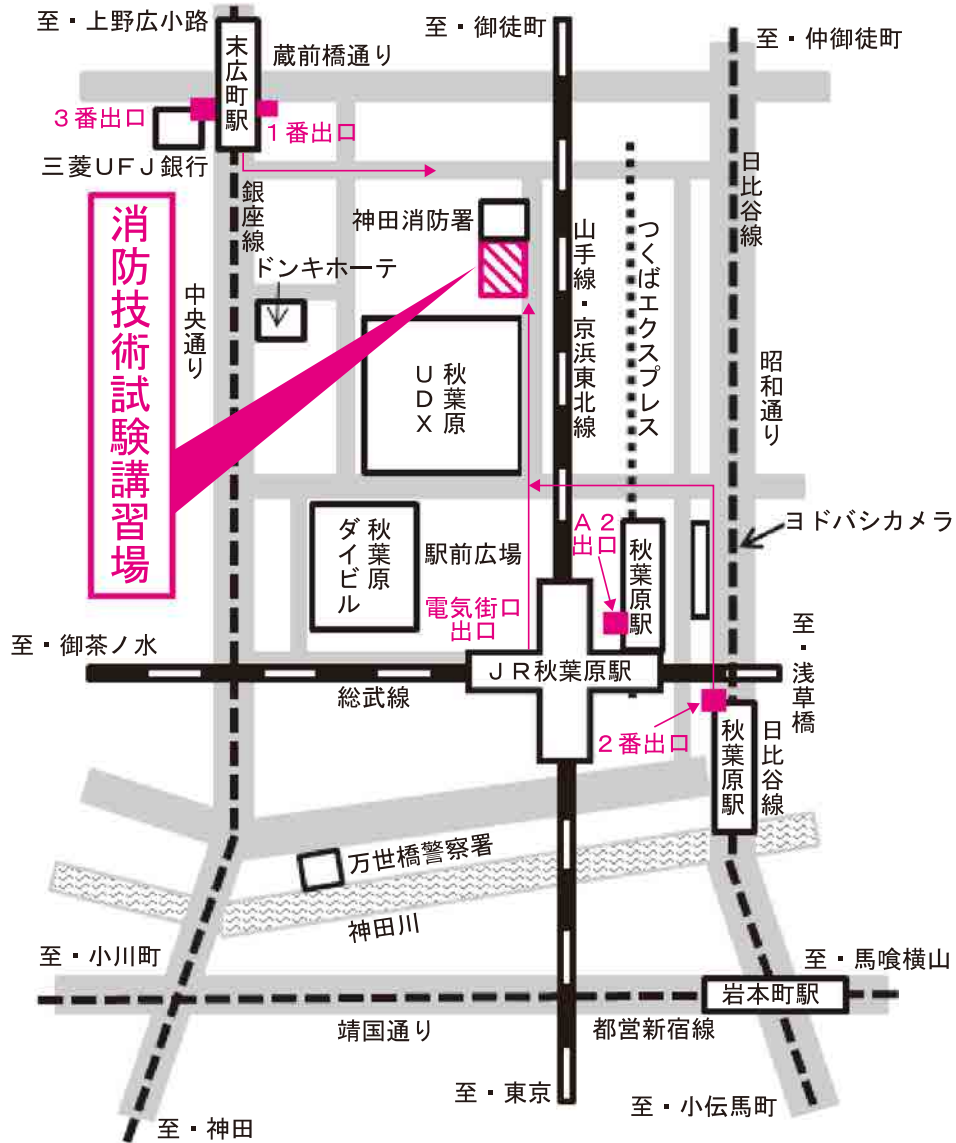 至・上野広小路
至・御徒町
至・仲御徒町
末広町駅
蔵前橋通り
3番出口
1番出口
三菱UFJ銀行
銀座線
日比谷線
消防技術試験講習場
神田消防署
山手線・京浜東北線
つくばエクスプレス
ドンキホーテ
中央通り
秋葉原
UDX
昭和通り
秋葉原
ダイビル
駅前広場
A2
出口
秋葉原駅
ヨドバシカメラ
電気街口
出口
至・御茶ノ水
JR秋葉原駅
至・浅草橋
総武線
2番出口
秋葉原駅
日比谷線
万世橋警察署
神田川
至・小川町
至・馬喰横山
岩本町駅
靖国通り
都営新宿線
至・東京
至・小伝馬町
至・神田